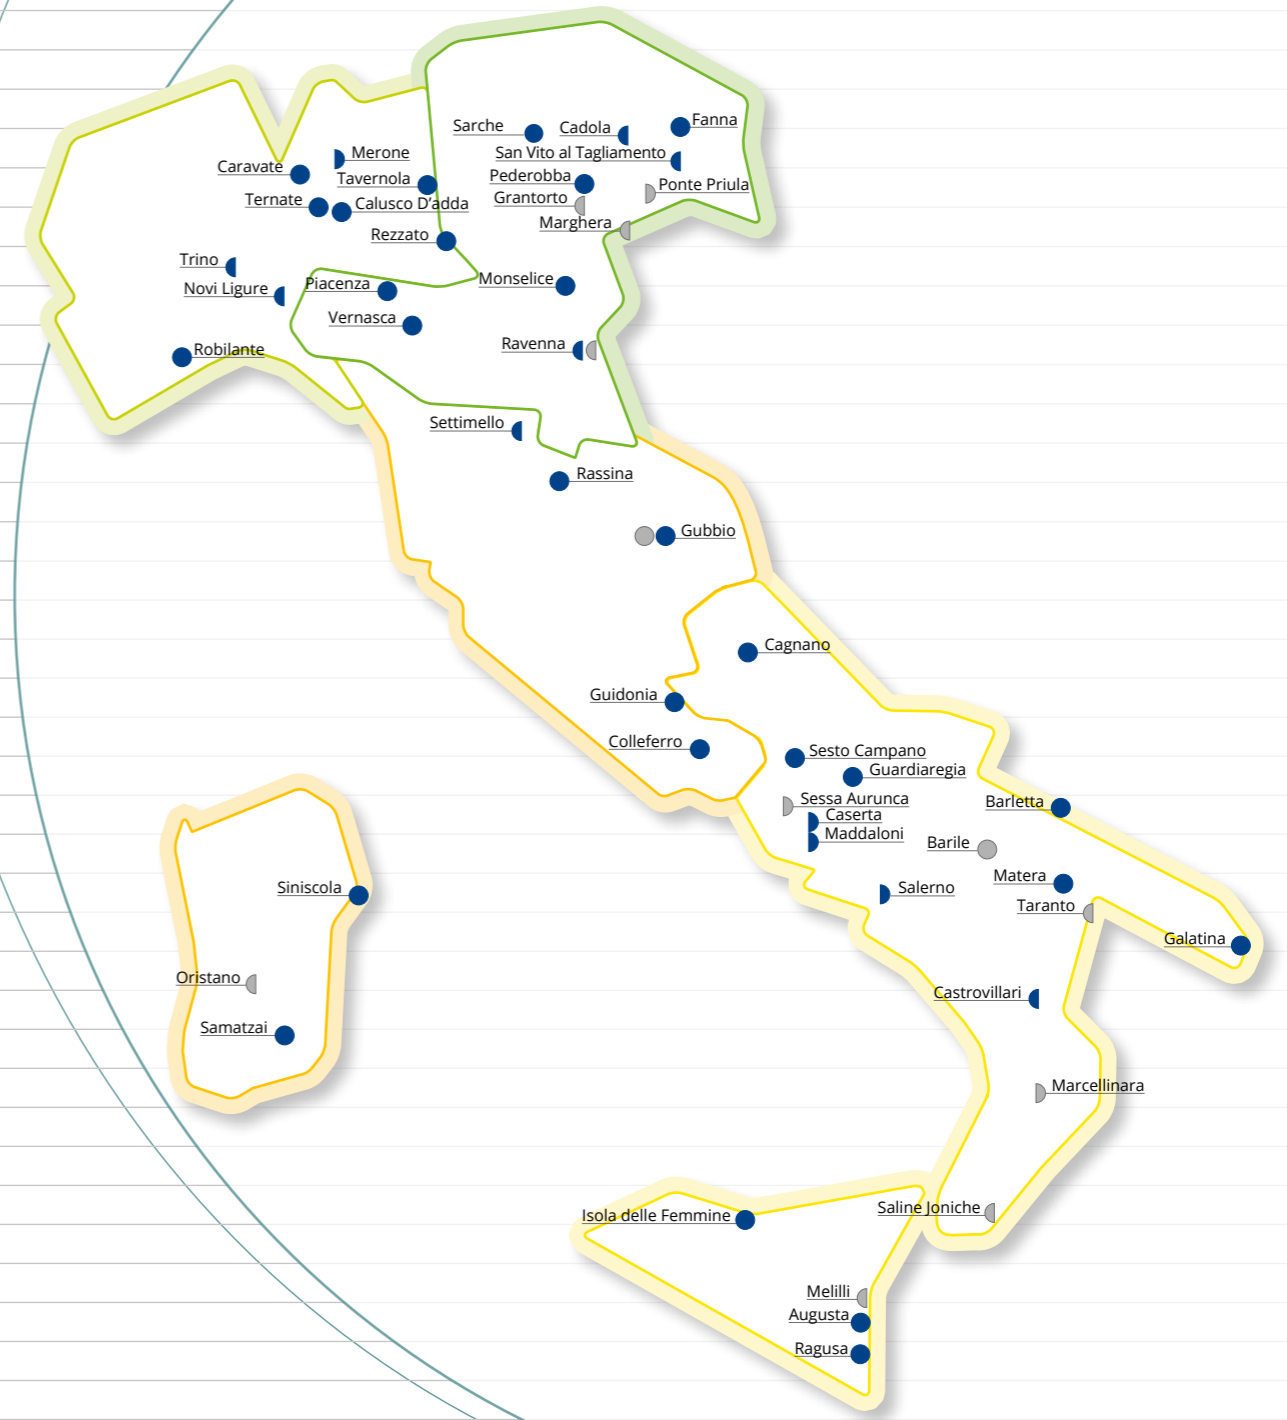 Sarche
Cadola
Fanna
Merone
San Vito al Tagliamento
Caravate
Tavernola
Pederobba
Ponte Priula
Ternate
Calusco D'adda
Grantorto
Rezzato
Marghera
Trino
Novi Ligure
Piacenza
Monselice
Vernasca
Robilante
Ravenna
Settimello
Rassina
Gubbio
Cagnano
Guidonia
Colleferro
Sesto Campano
Guardiaregia
Sessa Aurunca
Barletta
Caserta
Maddaloni
Barile
Matera
Siniscola
Salerno
Taranto
Galatina
Oristano
Castrovillari
Samatzai
Marcellinara
Saline Joniche
Isola delle Femmine
Melilli
Augusta
Ragusa